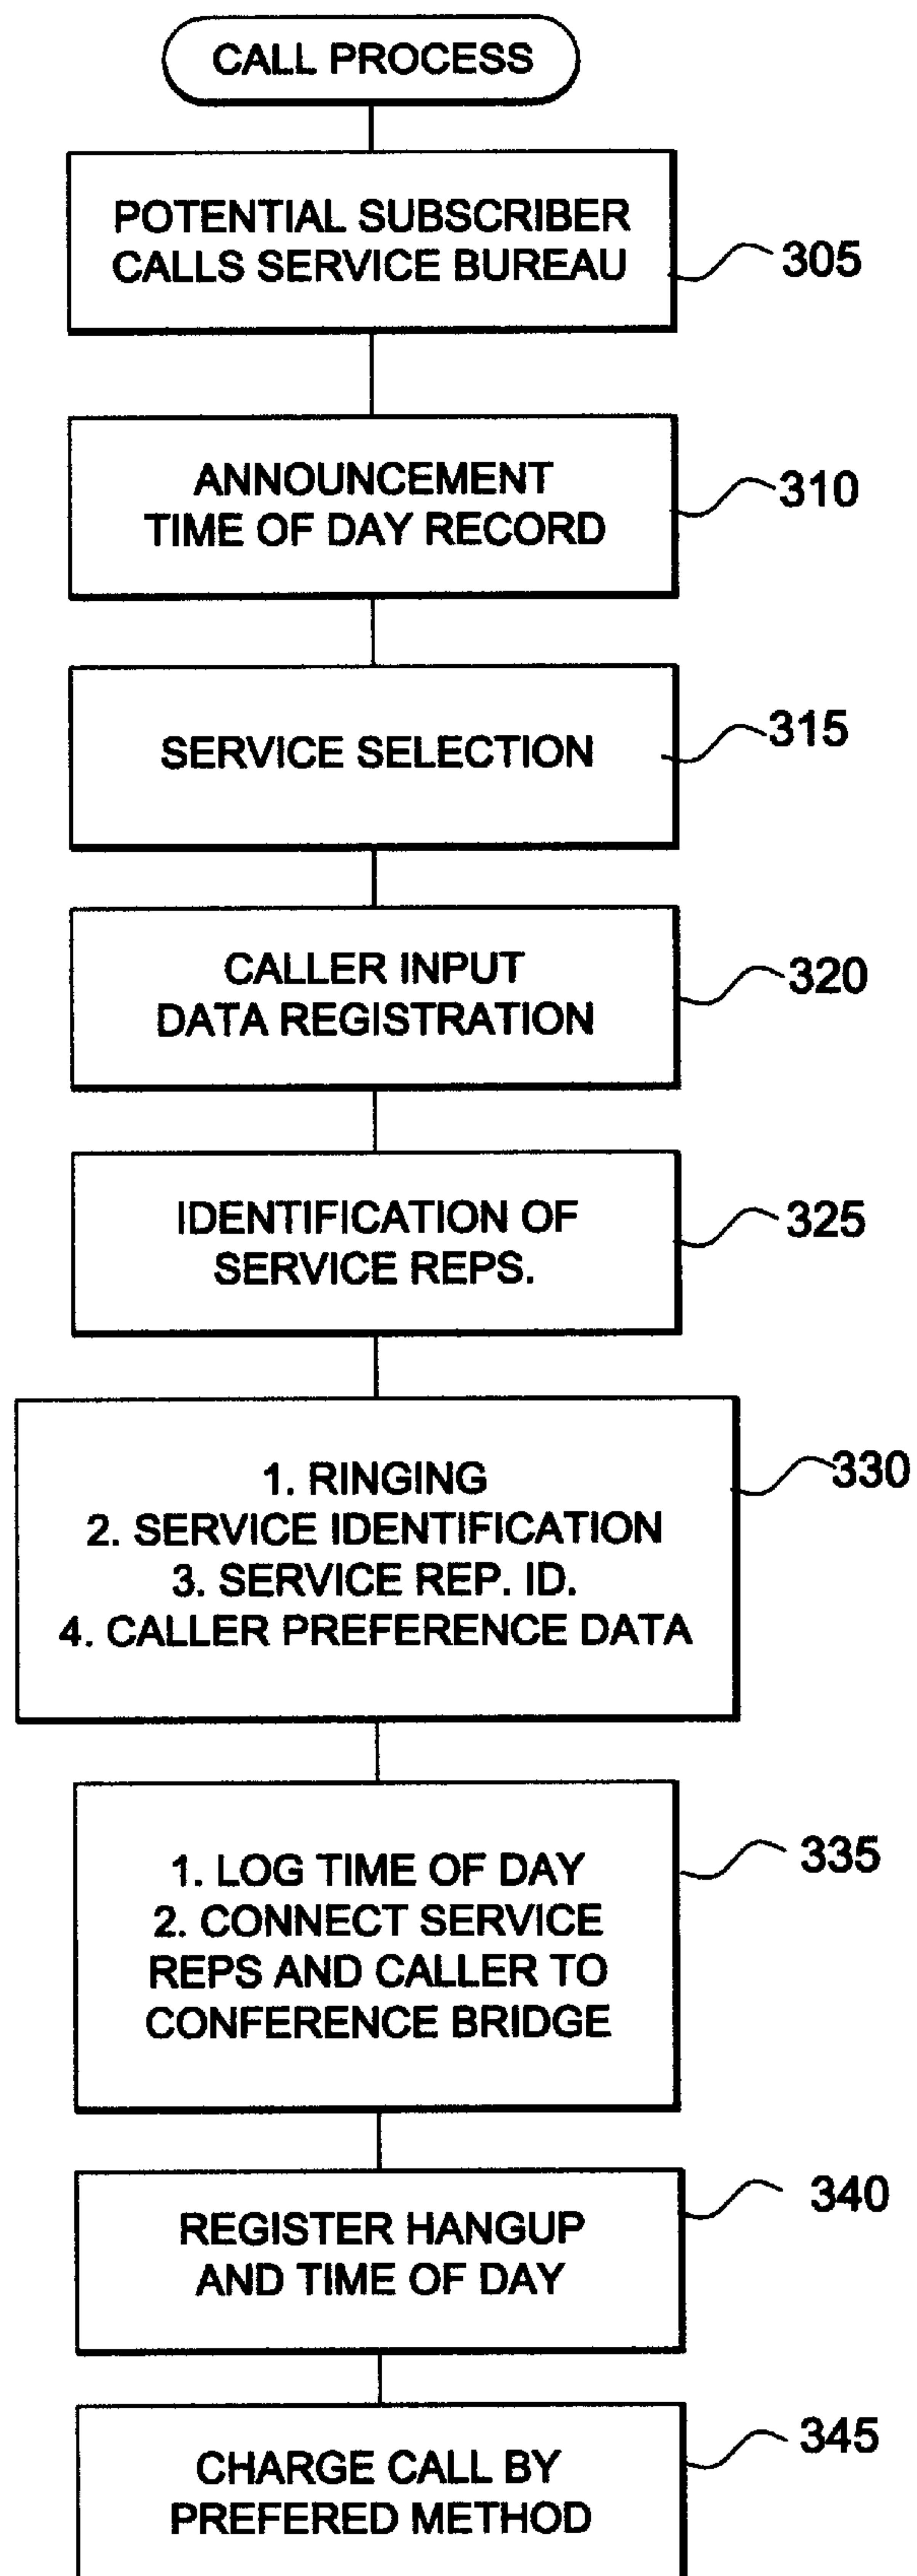 CALL PROCESS
POTENTIAL SUBSCRIBER
CALLS SERVICE BUREAU
305
ANNOUNCEMENT
TIME OF DAY RECORD
310
SERVICE SELECTION
315
CALLER INPUT
DATA REGISTRATION
320
IDENTIFICATION OF
SERVICE REPS.
325
1. RINGING
2. SERVICE IDENTIFICATION
3. SERVICE REP. ID.
4. CALLER PREFERENCE DATA
330
1. LOG TIME OF DAY
2. CONNECT SERVICE
REPS AND CALLER TO
CONFERENCE BRIDGE
335
REGISTER HANGUP
AND TIME OF DAY
340
CHARGE CALL BY
PREFERED METHOD
345